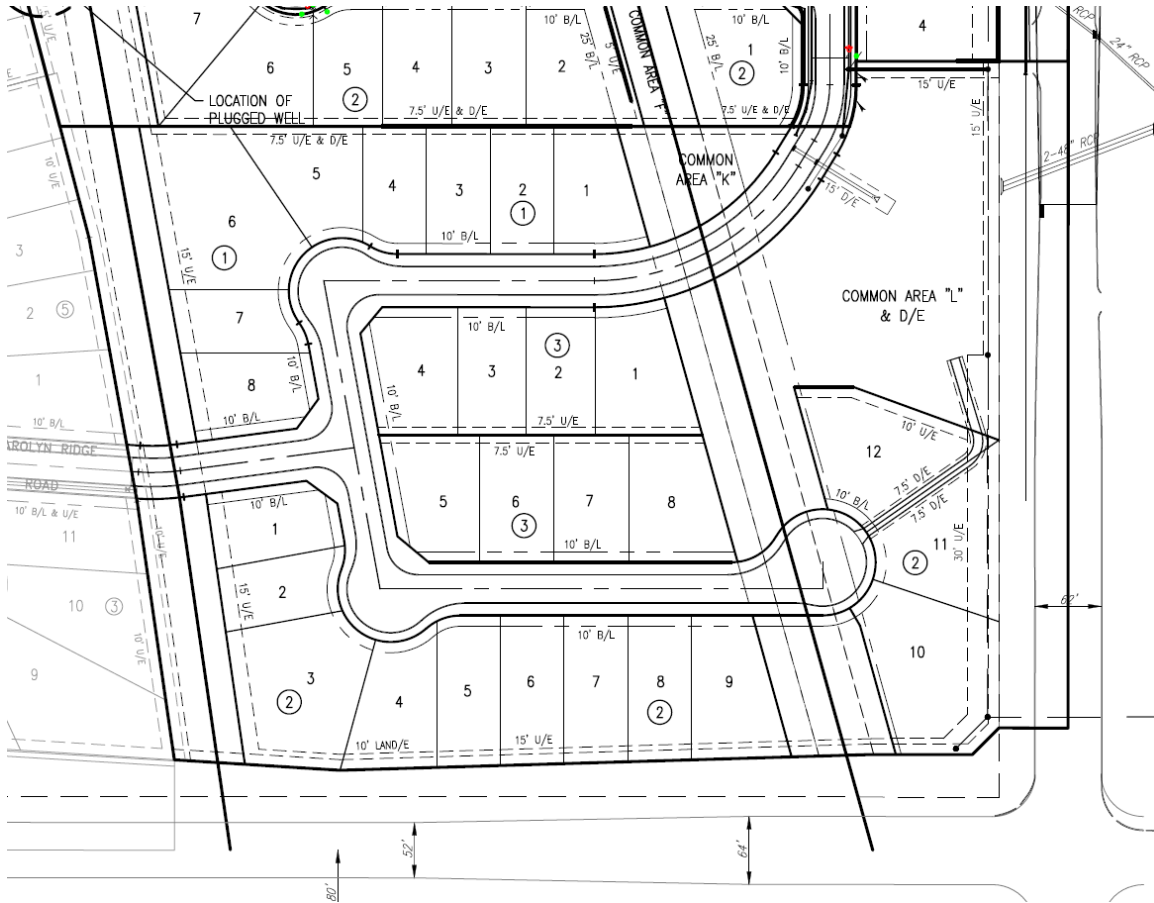 7
10' B/L
10' B/L
4
RCP
24" RCP
25' B/L
5' U/E
COMMON AREA "F"
25' B/L
1
10' B/L
2
6
5
4
3
2
2
15' U/E
LOCATION OF
PLUGGED WELL
7.5' U/E & D/E
7.5' U/E & D/E
7.5' U/E & D/E
15' U/E
2-48" RCP
10' U/E
5
4
3
2
1
1
COMMON
AREA "K"
15' D/E
6
1
10' B/L
15' U/E
3
2
5
7
COMMON AREA "L"
& D/E
10' B/L
3
4
3
2
1
1
8
10' B/L
10' B/L
10' B/L
10' B/L
7.5' U/E
10' U/E
AROLYN RIDGE
ROAD
7.5' U/E
12
7.5' D/E
7.5' D/E
10' B/L
5
6
7
8
3
10' B/L
10' B/L & U/E
10' U/E
11
1
10' B/L
11
2
30' U/E
2
15' U/E
10
3
62'
10' U/E
10' B/L
9
3
2
4
5
6
7
8
2
9
10
10' LAND/E
15' U/E
52'
64'
80'